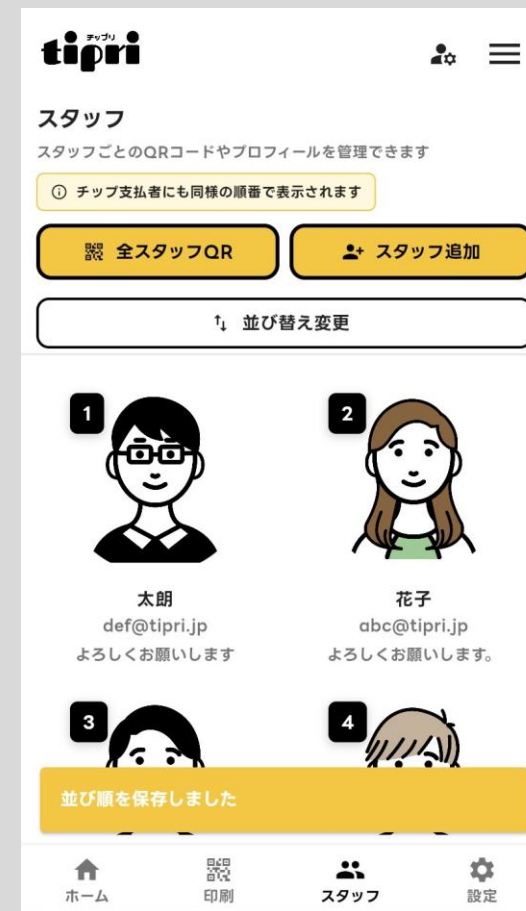 チップリ
tipri
スタッフ
スタッフごとのQRコードやプロフィールを管理できます
チップ支払者にも同様の順番で表示されます
全スタッフQR
スタッフ追加
並び替え変更
1
2
太朗
花子
def@tipri.jp
abc@tipri.jp
よろしくお願いします
よろしくお願いします。
3
4
並び順を保存しました
ホーム
印刷
スタッフ
設定